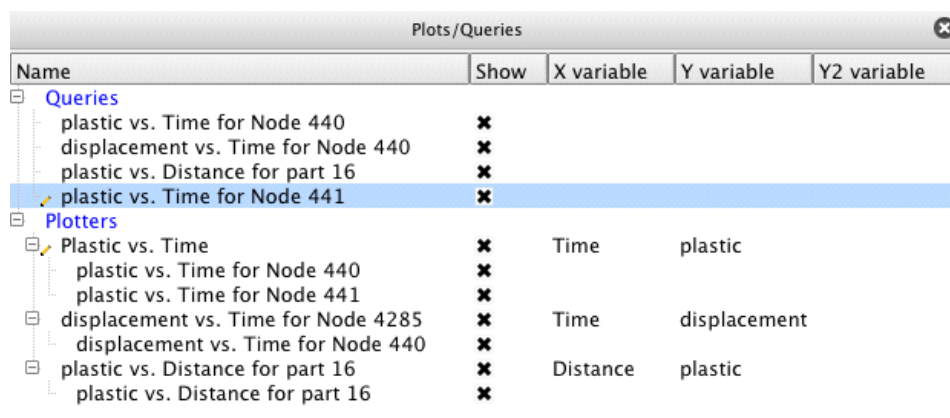 Plots/Queries
Name Show X variable Y variable Y2 variable
Queries
plastic vs. Time for Node 440
displacement vs. Time for Node 440
plastic vs. Distance for part 16
plastic vs. Time for Node 441
Plotters
Plastic vs. Time Time plastic
plastic vs. Time for Node 440
plastic vs. Time for Node 441
displacement vs. Time for Node 4285 Time displacement
displacement vs. Time for Node 440
plastic vs. Distance for part 16 Distance plastic
plastic vs. Distance for part 16